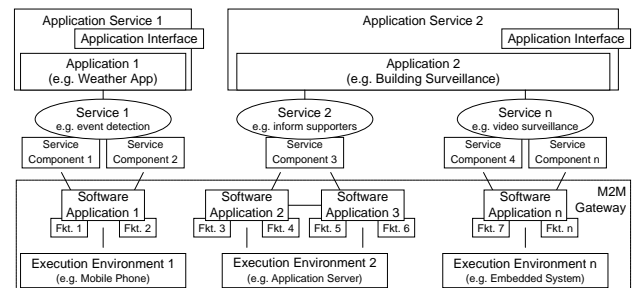 Application Service 1
Application Interface
Application 1
(e.g. Weather App)
Application Service 2
Application Interface
Application 2
(e.g. Building Surveillance)
Service 1
e.g. event detection
Service 2
e.g. inform supporters
Service n
e.g. video surveillance
Service
Component 1
Service
Component 2
Service
Component 3
Service
Component 4
Service
Component n
M2M
Gateway
Software
Application 1
Fkt. 1
Fkt. 2
Software
Application 2
Fkt. 3
Fkt. 4
Software
Application 3
Fkt. 5
Fkt. 6
Software
Application n
Fkt. 7
Fkt. n
Execution Environment 1
(e.g. Mobile Phone)
Execution Environment 2
(e.g. Application Server)
Execution Environment n
(e.g. Embedded System)